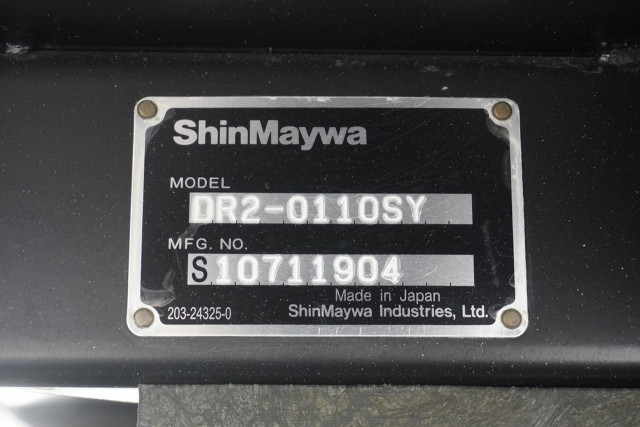 ShinMaywa
MODEL
DR2-0110SY
MFG. NO.
S10711904
Made in Japan
203-24325-0
ShinMaywa Industries, Ltd.